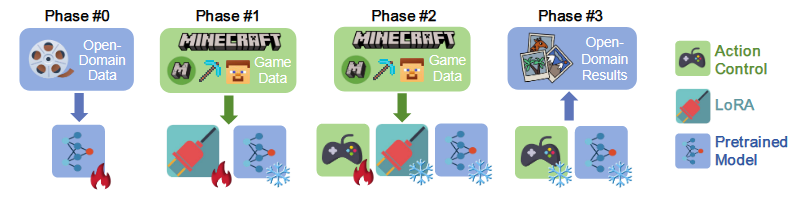 Phase #0
Open-
Domain
Data
Phase #1
MINECRAFT
M
Game
Data
Phase #2
MINECRAFT
M
Game
Data
Phase #3
Open-
Domain
Results
Action
Control
LoRA
Pretrained
Model